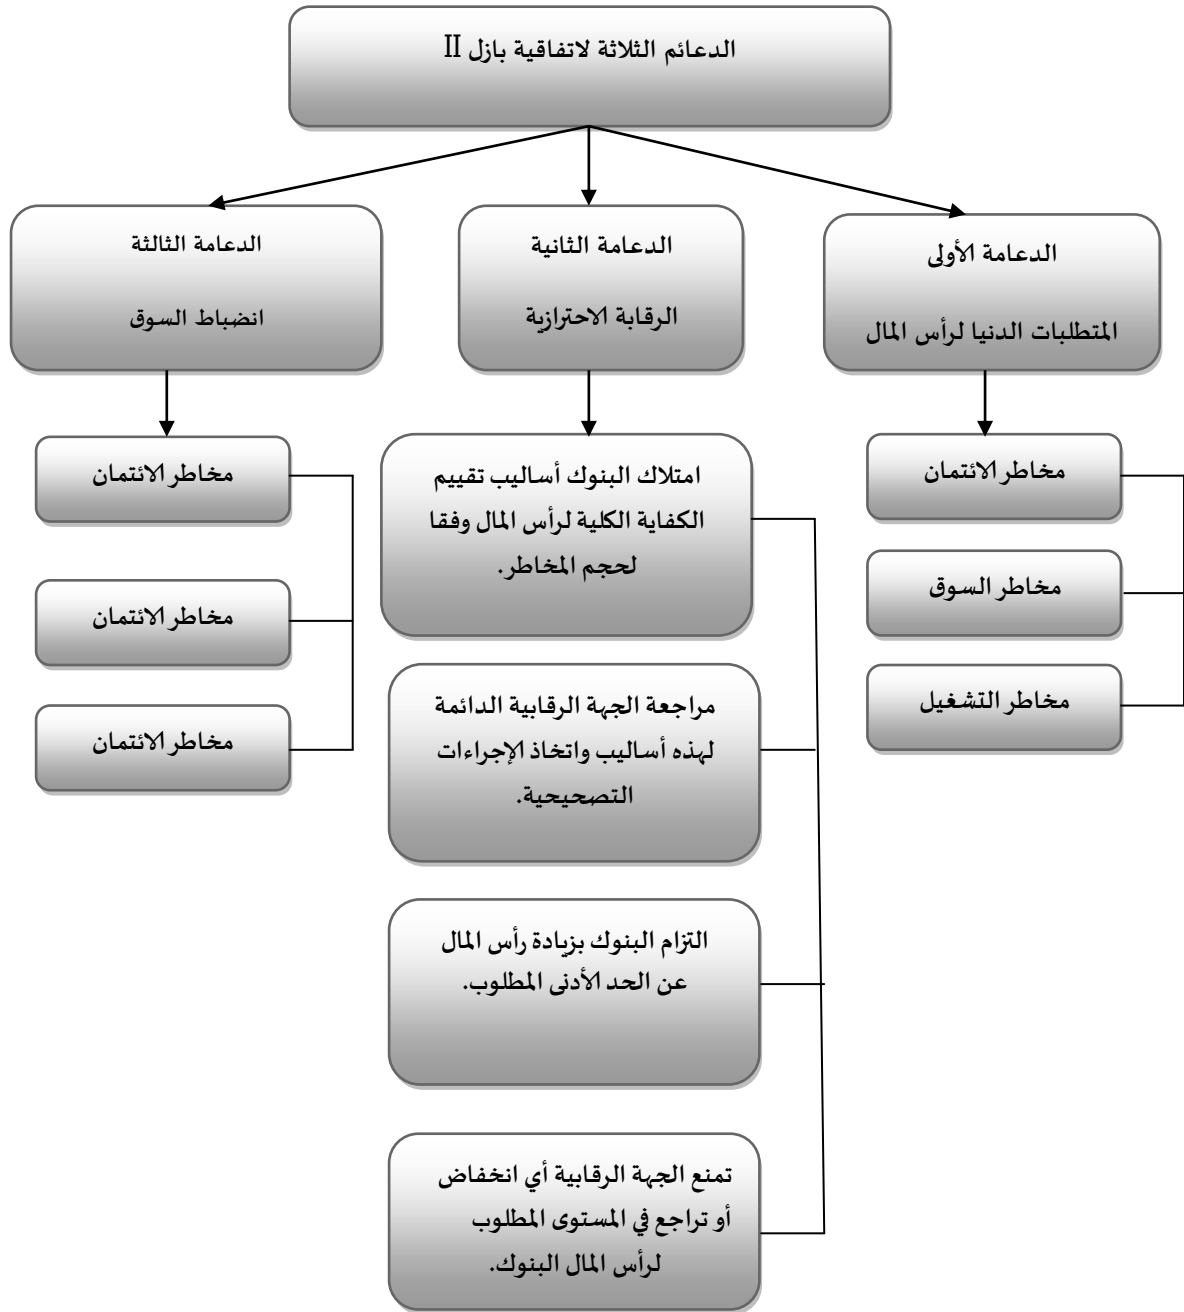 الدعائم الثلاثة لاتفاقية بازل II
الدعامة الأولى
المتطلبات الدنيا لرأس المال
مخاطر الائتمان
مخاطر السوق
مخاطر التشغيل
الدعامة الثانية
الرقابة الاحترازية
امتلاك البنوك أساليب تقييم
الكفاية الكلية لرأس المال وفقا
لحجم المخاطر.
مراجعة الجهة الرقابية الدائمة
لهذه أساليب واتخاذ الإجراءات
التصحيحية.
التزام البنوك بزيادة رأس المال
عن الحد الأدنى المطلوب.
تمنع الجهة الرقابية أي انخفاض
أو تراجع في المستوى المطلوب
لرأس المال البنوك.
الدعامة الثالثة
انضباط السوق
مخاطر الائتمان
مخاطر الائتمان
مخاطر الائتمان